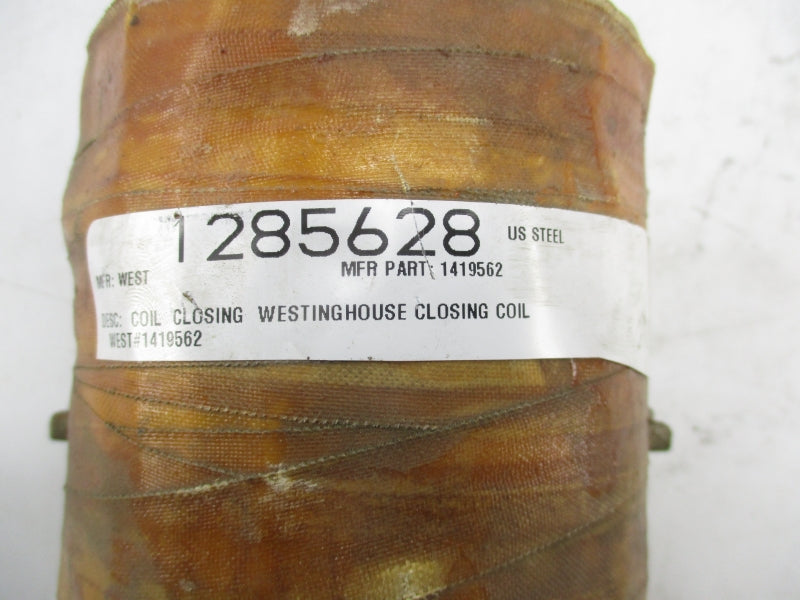 1285628 US STEEL
MFR: WEST MFR PART: 1419562
DESC: COIL CLOSING WESTINGHOUSE CLOSING COIL
WEST#1419562